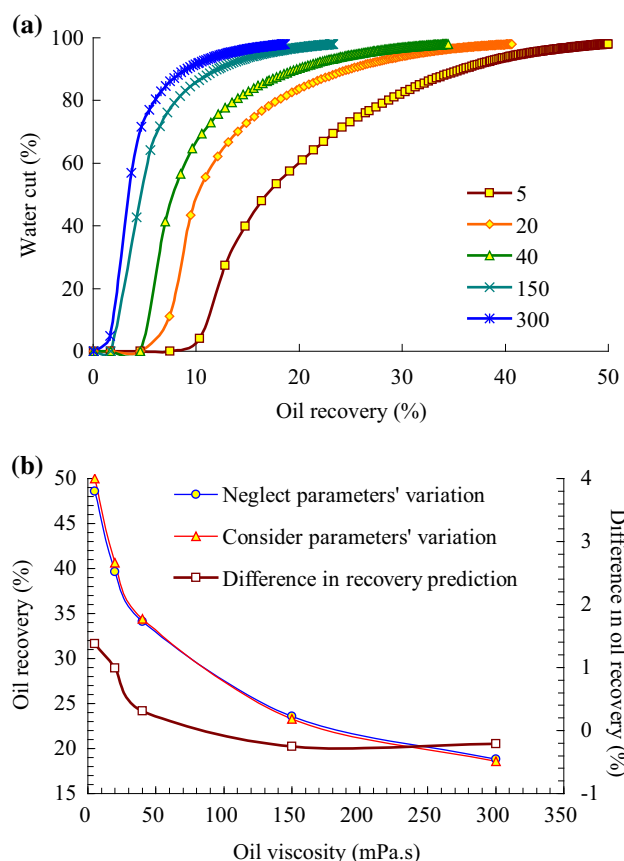 (a)
100
80
60
40
20
0
Water cut (%)
5
20
40
150
300
0 10 20 30 40 50
Oil recovery (%)
(b)
50
45
40
35
30
25
20
15
Oil recovery (%)
Neglect parameters' variation
Consider parameters' variation
Difference in recovery prediction
4
3
2
1
0
-1
Difference in oil recovery
(%)
0 50 100 150 200 250 300 350
Oil viscosity (mPa.s)